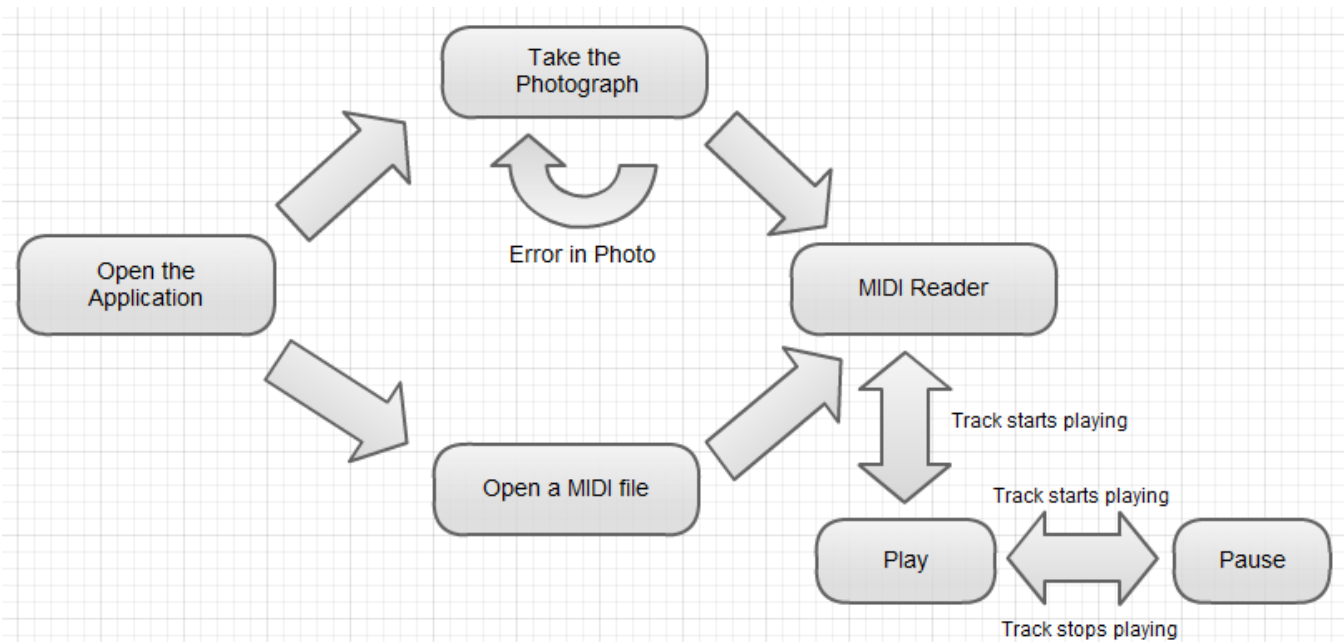 Take the
Photograph
Error in Photo
Open the
Application
MIDI Reader
Track starts playing
Open a MIDI file
Track starts playing
Play
Pause
Track stops playing